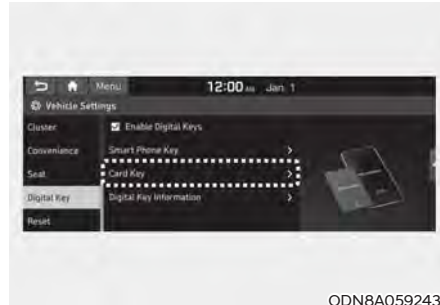 Menu 12:00 AM Jan. 1
Vehicle Settings
Cluster
Enable Digital Keys
Convenience
Smart Phone Key
Seat
Card Key
Digital Key
Digital Key Information
Reset
ODN8A059243